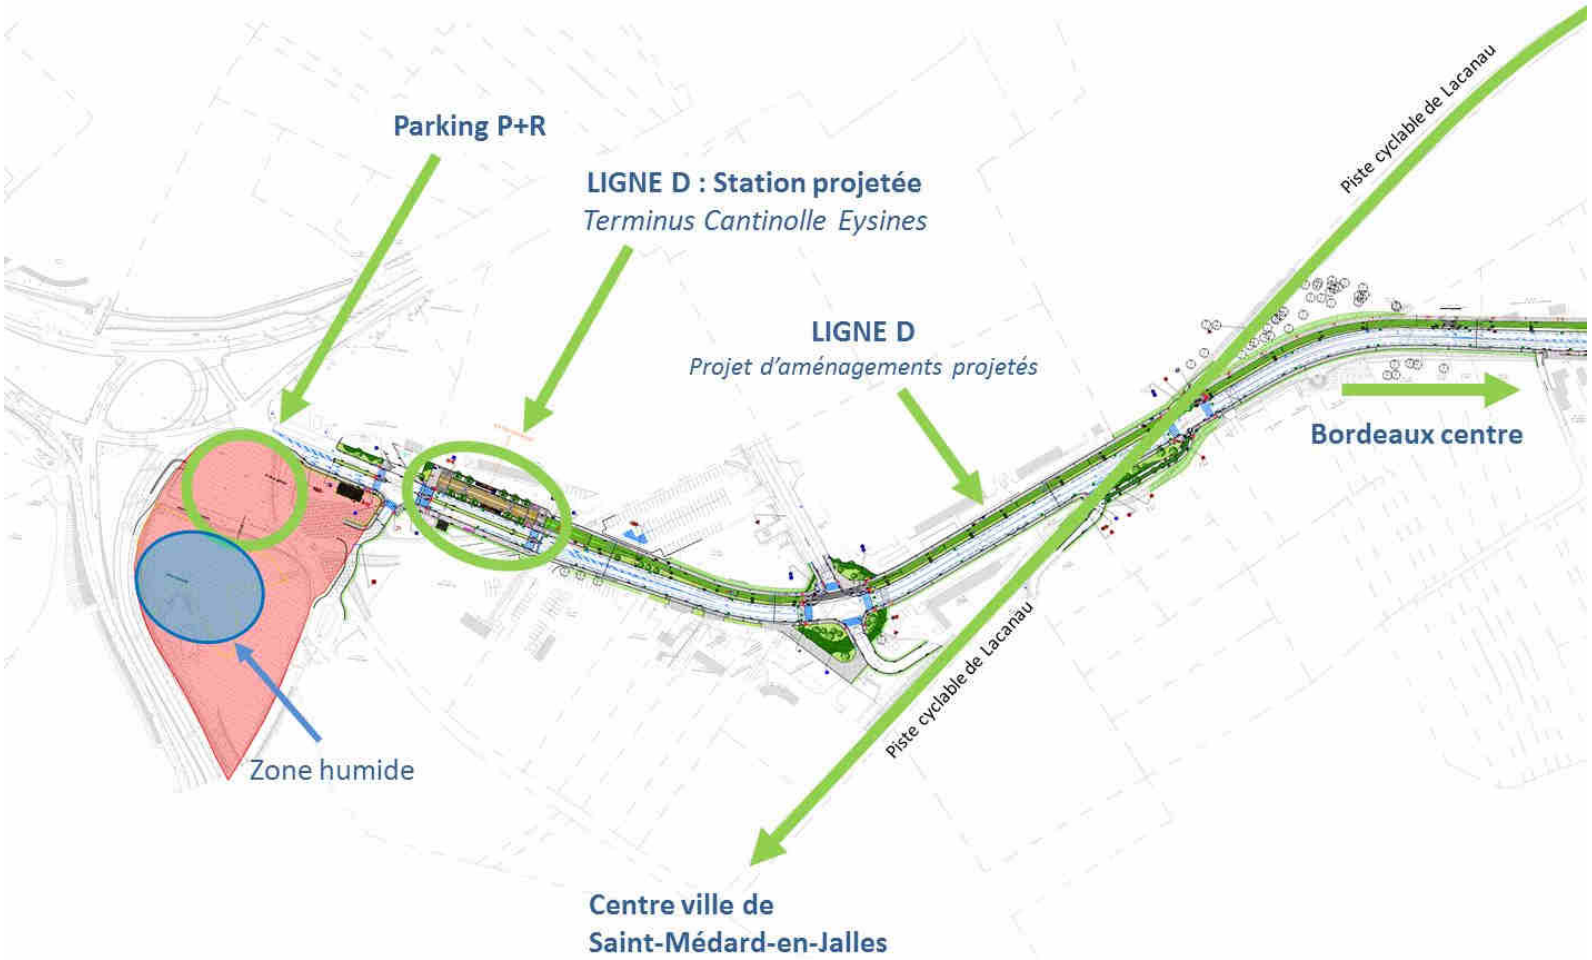 Piste cyclable de Lacanau
Parking P+R
LIGNE D : Station projetée
Terminus Cantinolle Eysines
LIGNE D
Projet d'aménagements projetés
Bordeaux centre
Piste cyclable de Lacanau
Zone humide
Centre ville de
Saint-Médard-en-Jalles